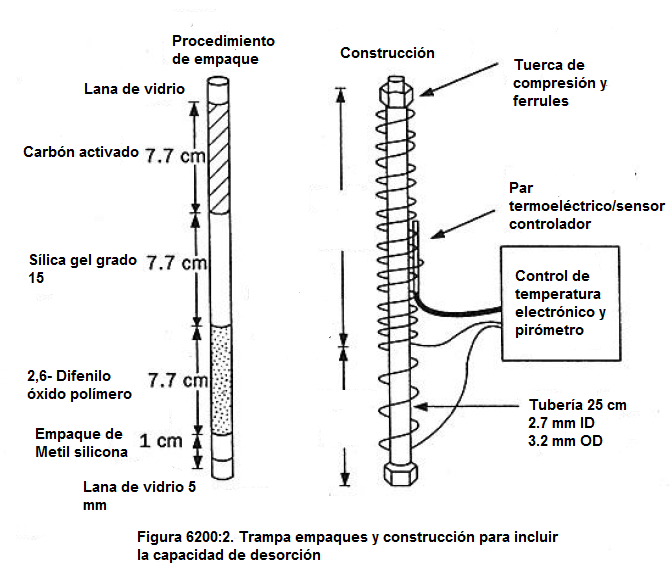 Procedimiento
de empaque
Lana de vidrio
Carbón activado
7.7 cm
Sílica gel grado
15
7.7 cm
2,6- Difenilo
óxido polímero
7.7 cm
Empaque de
Metil silicona
1 cm
Lana de vidrio 5
mm
Construcción
Tuerca de
compresión y
ferrules
Par
termoeléctrico/sensor
controlador
Control de
temperatura
electrónico y
pirómetro
Tubería 25 cm
2.7 mm ID
3.2 mm OD
Figura 6200:2. Trampa empaques y construcción para incluir
la capacidad de desorción